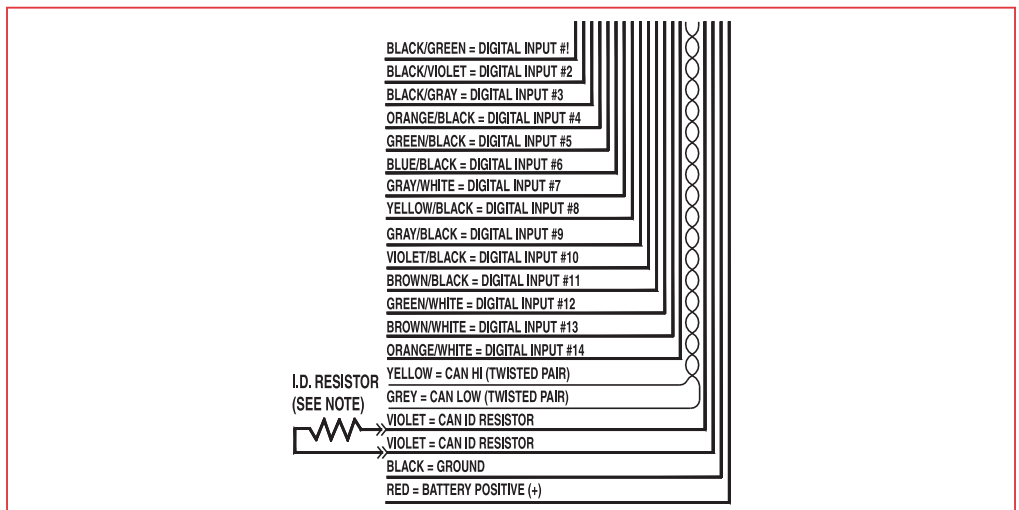 BLACK/GREEN = DIGITAL INPUT #!
BLACK/VIOLET = DIGITAL INPUT #2
BLACK/GRAY = DIGITAL INPUT #3
ORANGE/BLACK = DIGITAL INPUT #4
GREEN/BLACK = DIGITAL INPUT #5
BLUE/BLACK = DIGITAL INPUT #6
GRAY/WHITE = DIGITAL INPUT #7
YELLOW/BLACK = DIGITAL INPUT #8
GRAY/BLACK = DIGITAL INPUT #9
VIOLET/BLACK = DIGITAL INPUT #10
BROWN/BLACK = DIGITAL INPUT #11
GREEN/WHITE = DIGITAL INPUT #12
BROWN/WHITE = DIGITAL INPUT #13
ORANGE/WHITE = DIGITAL INPUT #14
YELLOW = CAN HI (TWISTED PAIR)
GREY = CAN LOW (TWISTED PAIR)
I.D. RESISTOR
(SEE NOTE)
VIOLET = CAN ID RESISTOR
VIOLET = CAN ID RESISTOR
BLACK = GROUND
RED = BATTERY POSITIVE (+)